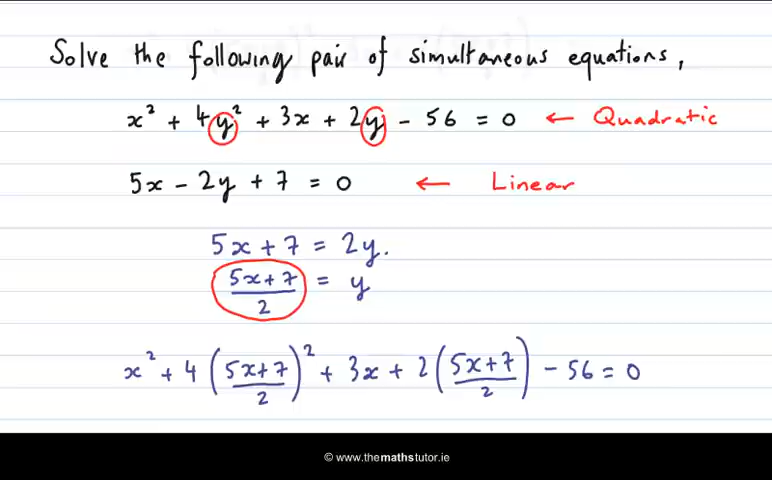 Solve the following pair of simultaneous equations,
x² + 4y² + 3x + 2y - 56 = 0 ← Quadratic
5x - 2y + 7 = 0 ← Linear
5x + 7 = 2y.
(5x+7)/2 = y
x² + 4((5x+7)/2)² + 3x + 2((5x+7)/2) - 56 = 0
© www.themathstutor.ie